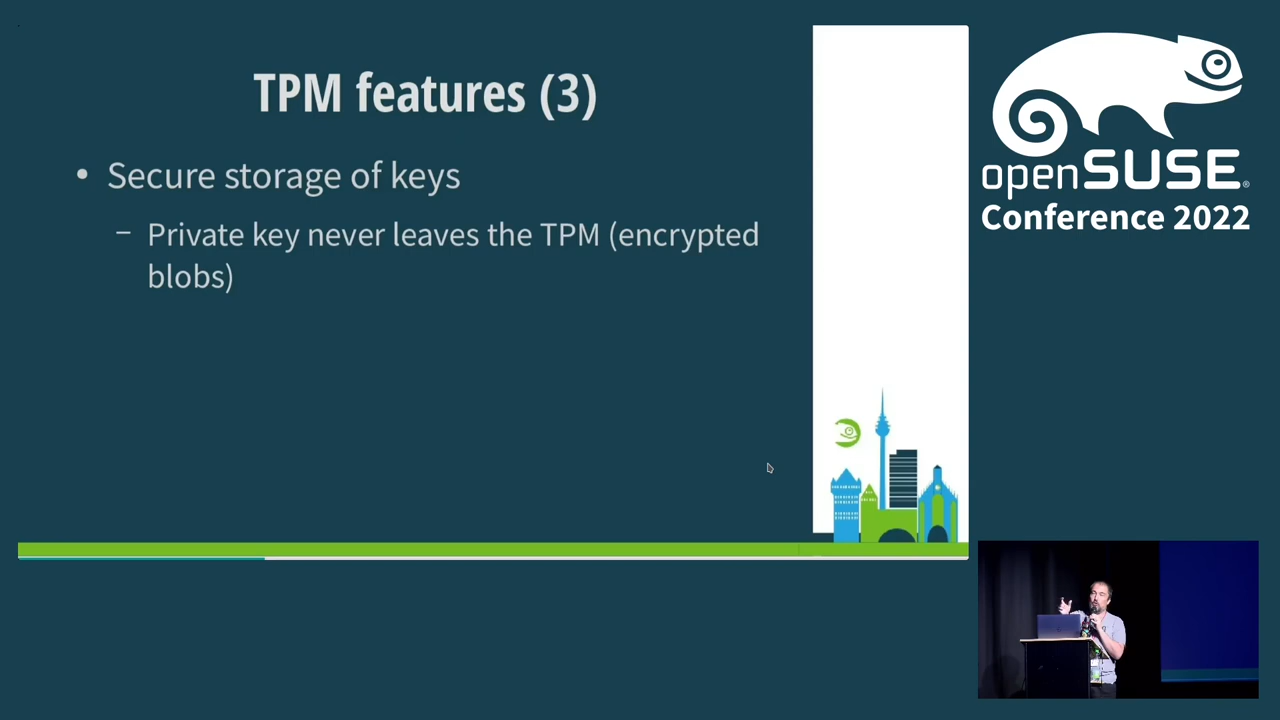 TPM features (3)
• Secure storage of keys
– Private key never leaves the TPM (encrypted
blobs)
openSUSE®
Conference 2022